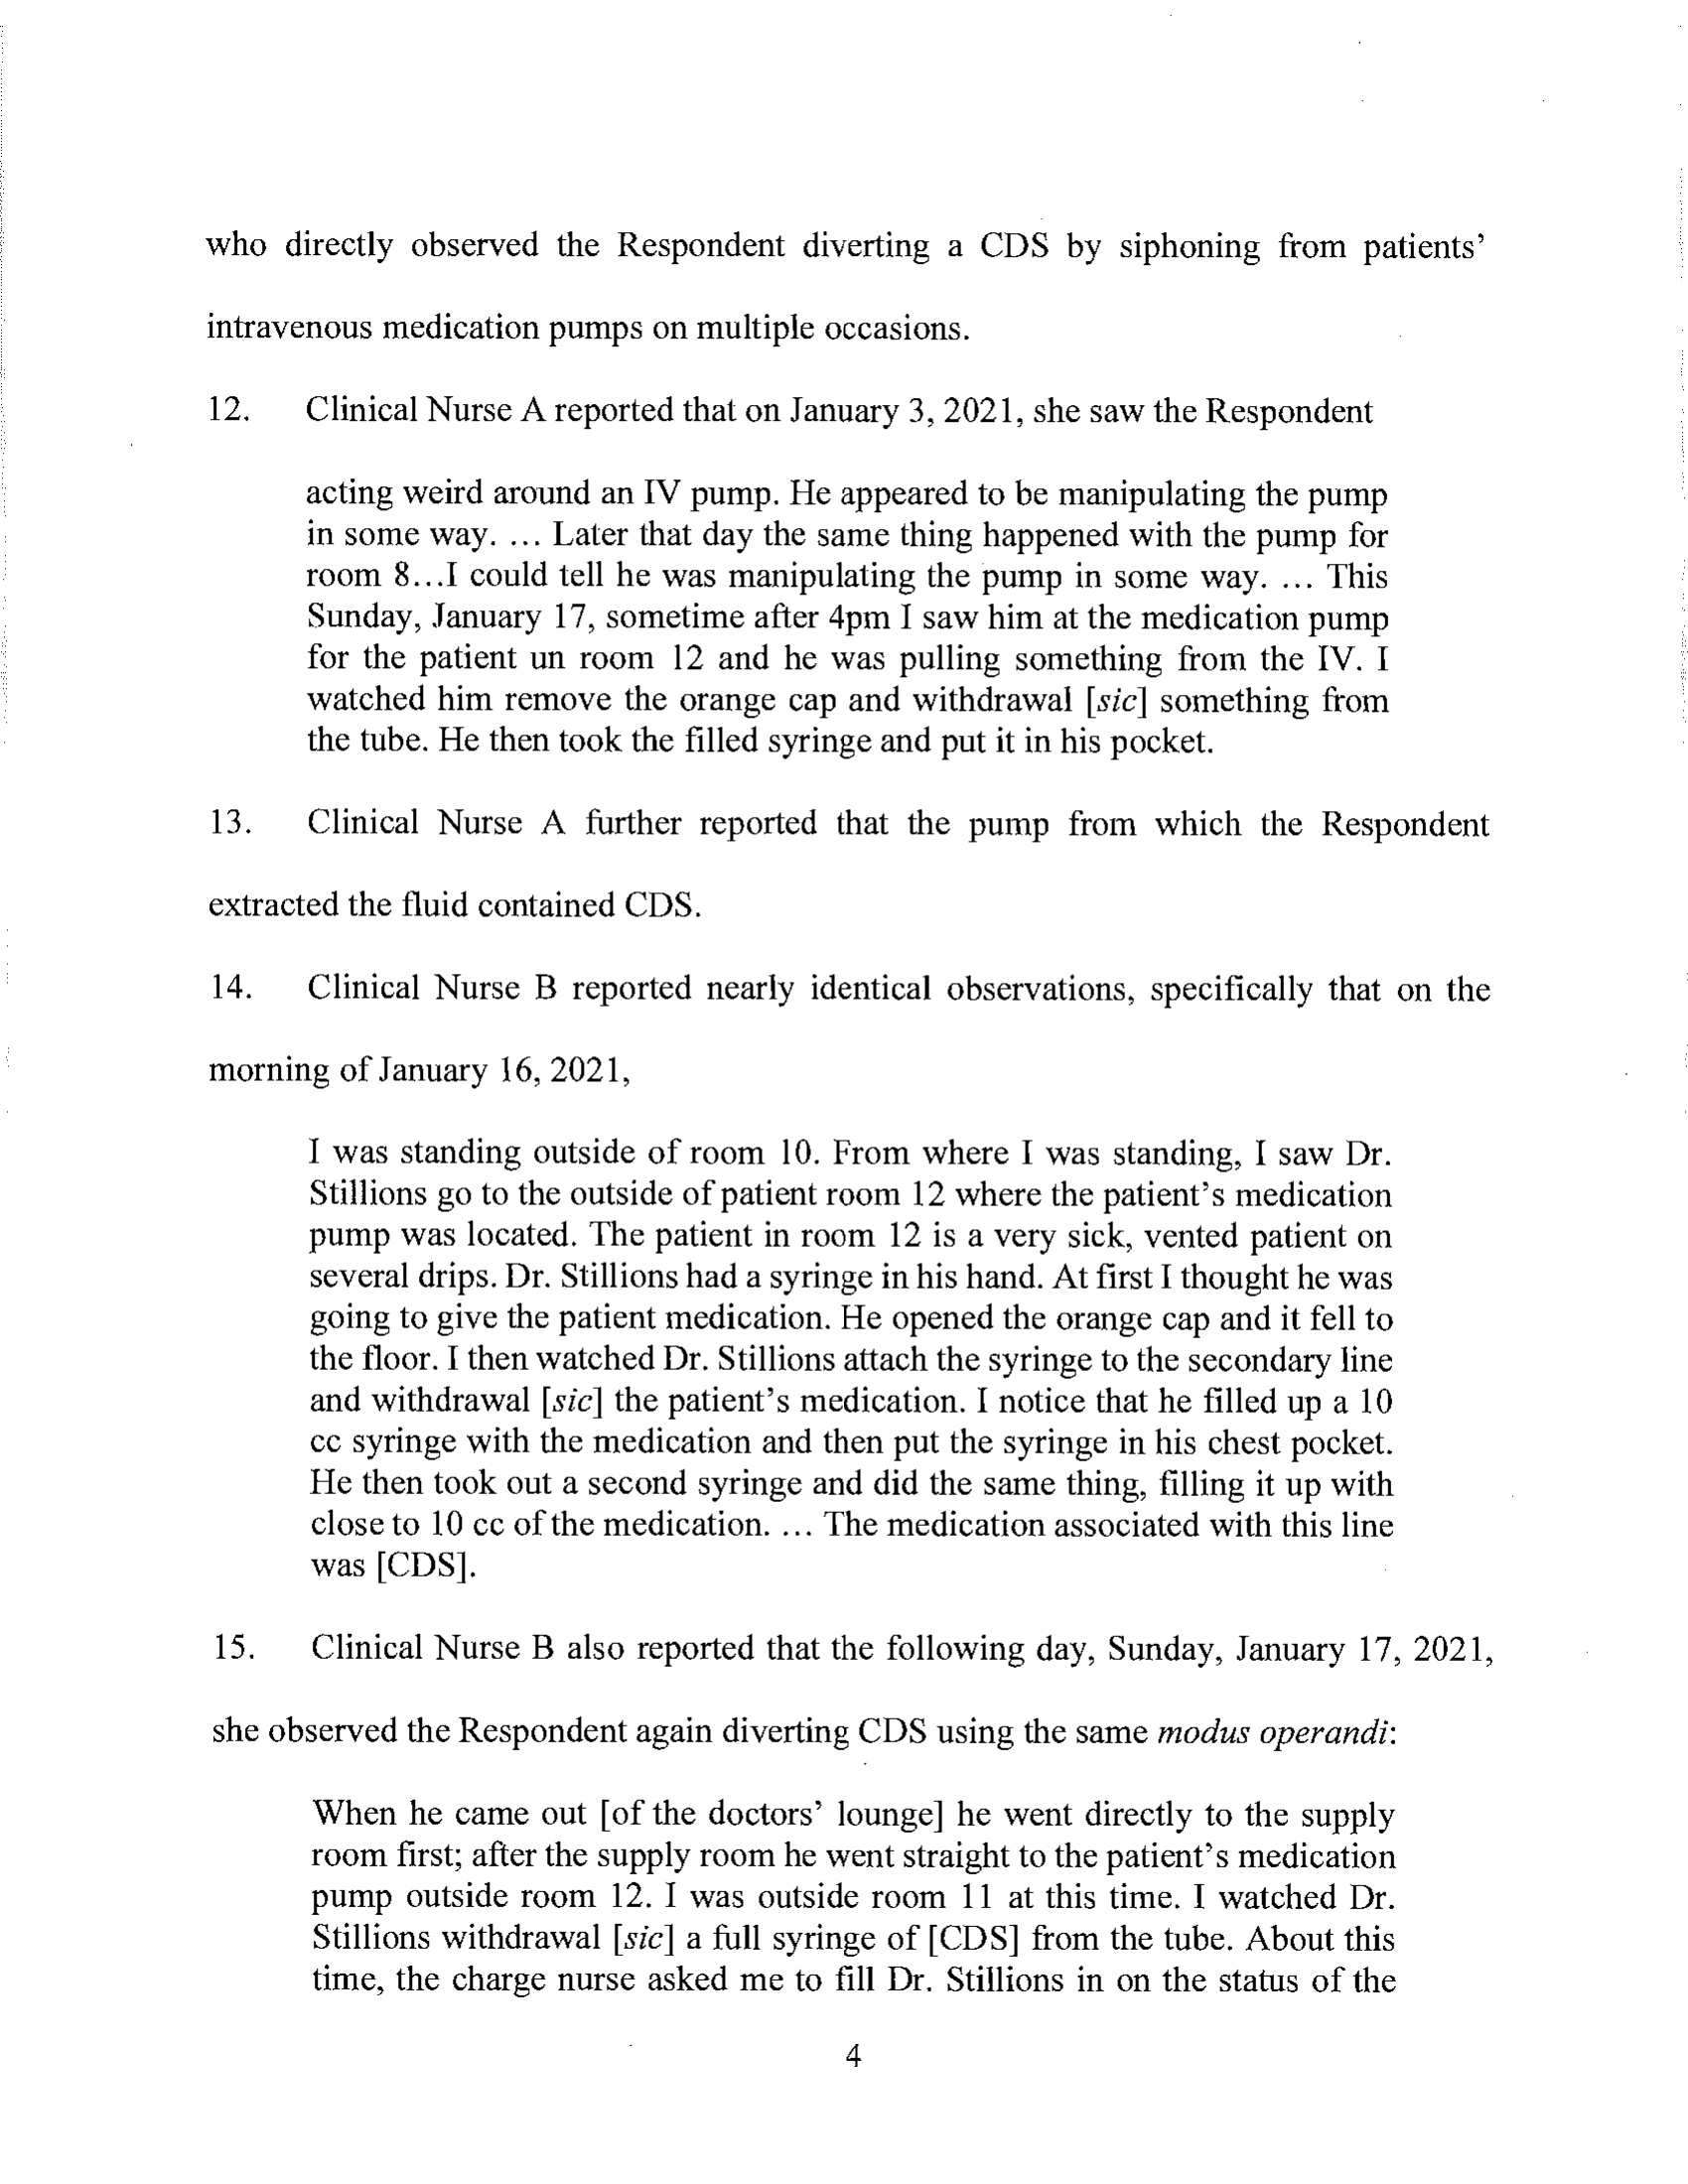 who directly observed the Respondent diverting a CDS by siphoning from patients’
intravenous medication pumps on multiple occasions.
12. Clinical Nurse A reported that on January 3, 2021, she saw the Respondent
acting weird around an IV pump. He appeared to be manipulating the pump
in some way. … Later that day the same thing happened with the pump for
room 8…I could tell he was manipulating the pump in some way. … This
Sunday, January 17, sometime after 4pm I saw him at the medication pump
for the patient un room 12 and he was pulling something from the IV. I
watched him remove the orange cap and withdrawal [sic] something from
the tube. He then took the filled syringe and put it in his pocket.
13. Clinical Nurse A further reported that the pump from which the Respondent
extracted the fluid contained CDS.
14. Clinical Nurse B reported nearly identical observations, specifically that on the
morning of January 16, 2021,
I was standing outside of room 10. From where I was standing, I saw Dr.
Stillions go to the outside of patient room 12 where the patient’s medication
pump was located. The patient in room 12 is a very sick, vented patient on
several drips. Dr. Stillions had a syringe in his hand. At first I thought he was
going to give the patient medication. He opened the orange cap and it fell to
the floor. I then watched Dr. Stillions attach the syringe to the secondary line
and withdrawal [sic] the patient’s medication. I notice that he filled up a 10
cc syringe with the medication and then put the syringe in his chest pocket.
He then took out a second syringe and did the same thing, filling it up with
close to 10 cc of the medication. … The medication associated with this line
was [CDS].
15. Clinical Nurse B also reported that the following day, Sunday, January 17, 2021,
she observed the Respondent again diverting CDS using the same modus operandi:
When he came out [of the doctors’ lounge] he went directly to the supply
room first; after the supply room he went straight to the patient’s medication
pump outside room 12. I was outside room 11 at this time. I watched Dr.
Stillions withdrawal [sic] a full syringe of [CDS] from the tube. About this
time, the charge nurse asked me to fill Dr. Stillions in on the status of the
4